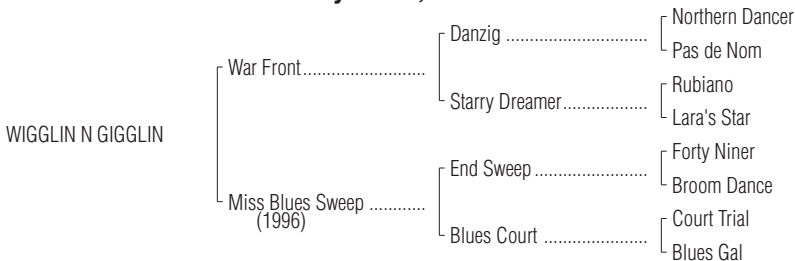 Northern Dancer
Danzig ..............................
Pas de Nom
War Front..........................
Rubiano
Starry Dreamer..................
Lara's Star
WIGGLIN N GIGGLIN
Forty Niner
End Sweep ........................
Broom Dance
Miss Blues Sweep ............
(1996)
Court Trial
Blues Court ......................
Blues Gal